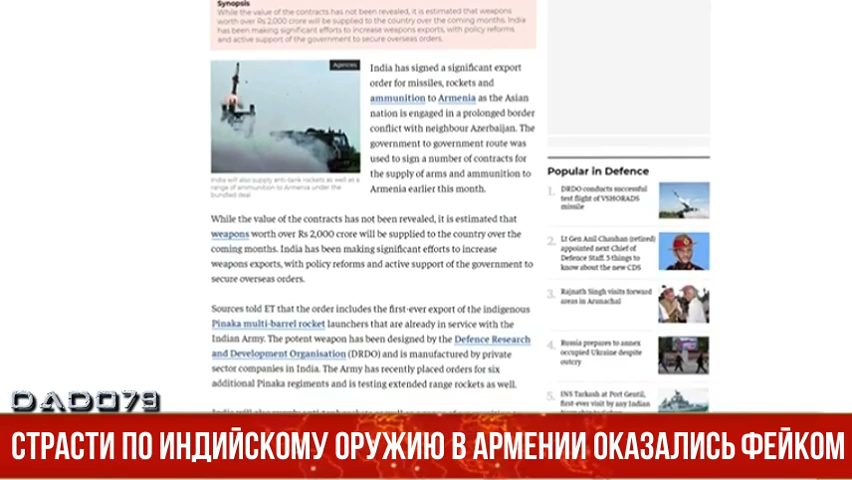 Synopsis
While the value of the contracts has not been revealed, it is estimated that weapons
worth over Rs 2,000 crore will be supplied to the country over the coming months. India
has been making significant efforts to increase weapons exports, with policy reforms
and active support of the government to secure overseas orders.
Agencies
India will also supply anti-tank rockets as well as a
range of ammunition to Armenia under the
bundled deal
India has signed a significant export
order for missiles, rockets and
ammunition to Armenia as the Asian
nation is engaged in a prolonged border
conflict with neighbour Azerbaijan. The
government to government route was
used to sign a number of contracts for
the supply of arms and ammunition to
Armenia earlier this month.
While the value of the contracts has not been revealed, it is estimated that
weapons worth over Rs 2,000 crore will be supplied to the country over the
coming months. India has been making significant efforts to increase
weapons exports, with policy reforms and active support of the government to
secure overseas orders.
Sources told ET that the order includes the first-ever export of the indigenous
Pinaka multi-barrel rocket launchers that are already in service with the
Indian Army. The potent weapon has been designed by the Defence Research
and Development Organisation (DRDO) and is manufactured by private
sector companies in India. The Army has recently placed orders for six
additional Pinaka regiments and is testing extended range rockets as well.
Popular in Defence
1. DRDO conducts successful
test flight of VSHORADS
missile
2. Lt Gen Anil Chauhan (retired)
appointed next Chief of
Defence Staff. 5 things to
know about the new CDS
3. Rajnath Singh visits forward
areas in Arunachal
4. Russia prepares to annex
occupied Ukraine despite
outcry
5. INS Tarkash at Port Gentil,
first-ever visit by any Indian
DADO73
СТРАСТИ ПО ИНДИЙСКОМУ ОРУЖИЮ В АРМЕНИИ ОКАЗАЛИСЬ ФЕЙКОМ